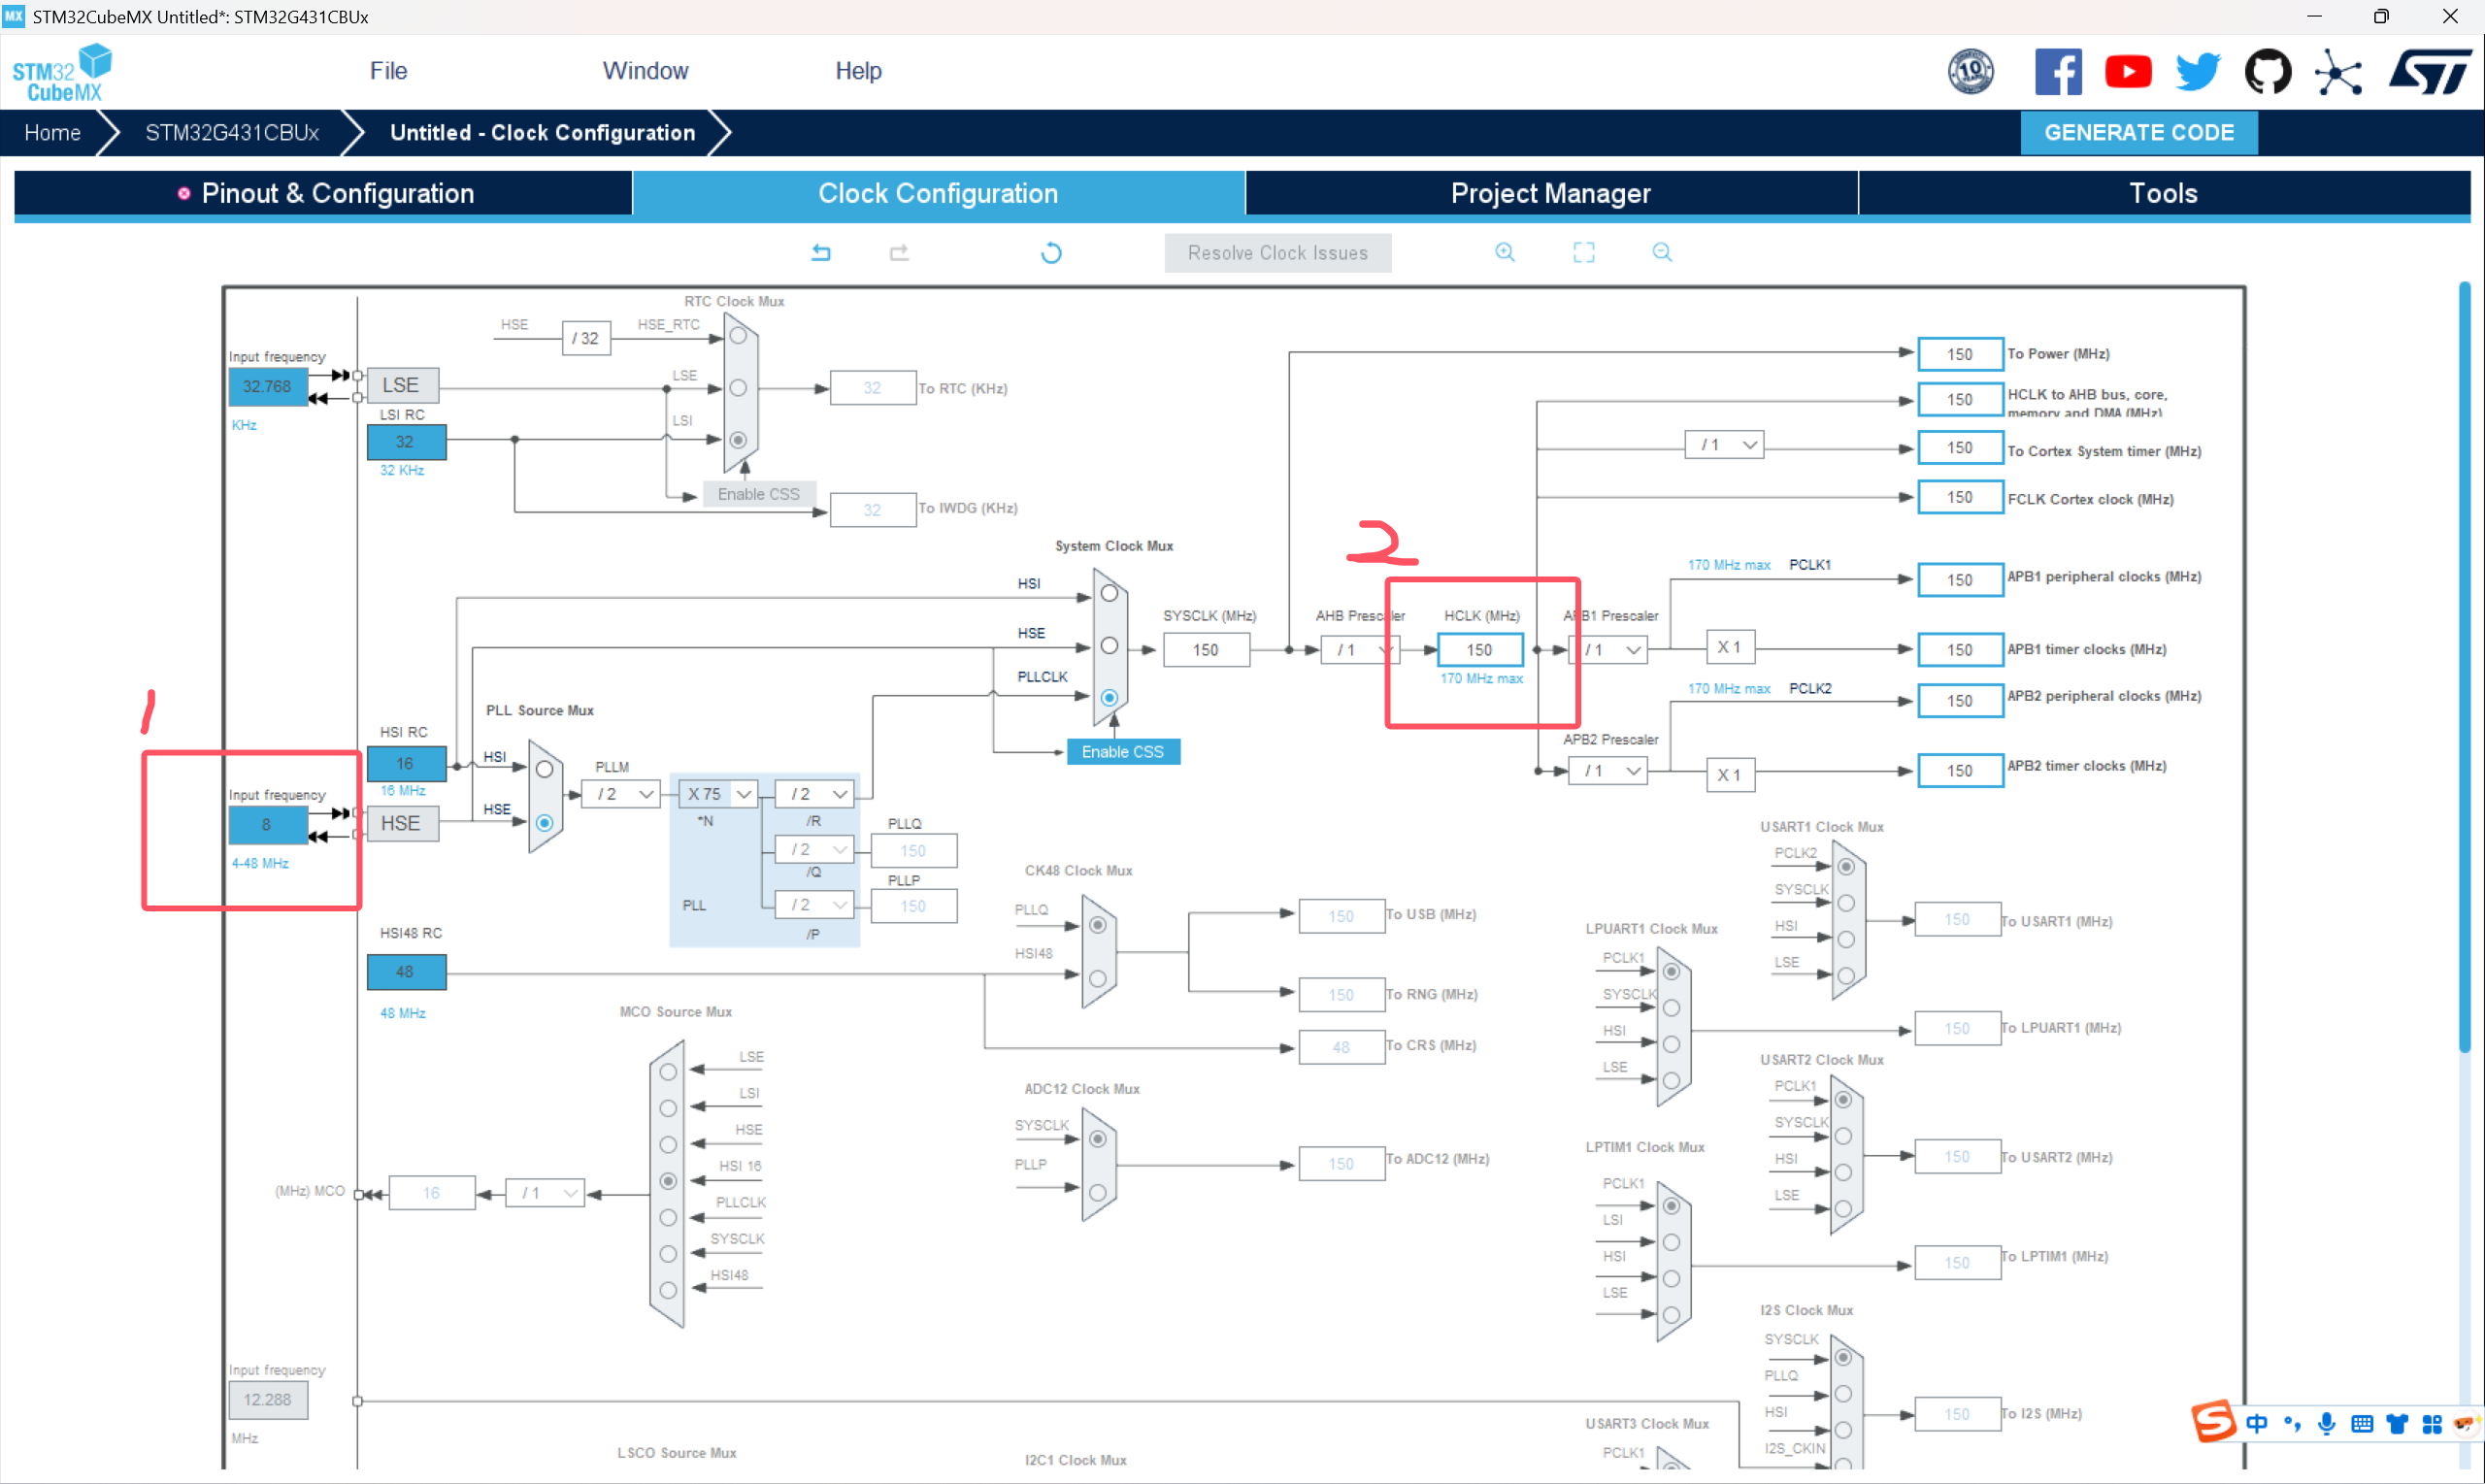 MX STM32CubeMX Untitled*: STM32G431CBUx
STM32
CubeMX
File
Window
Help
10
YEARS
Home
STM32G431CBUx
Untitled - Clock Configuration
GENERATE CODE
Pinout & Configuration
Clock Configuration
Project Manager
Tools
Resolve Clock Issues
RTC Clock Mux
HSE
/ 32
HSE_RTC
Input frequency
32.768
KHz
LSE
LSE
32
To RTC (KHz)
LSI RC
32
32 KHz
LSI
Enable CSS
32
To IWDG (KHz)
150
To Power (MHz)
150
HCLK to AHB bus, core,
memory and DMA (MHz)
/ 1
150
To Cortex System timer (MHz)
150
FCLK Cortex clock (MHz)
2
System Clock Mux
HSI
HSE
PLLCLK
SYSCLK (MHz)
150
AHB Prescaler
/ 1
HCLK (MHz)
150
170 MHz max
APB1 Prescaler
/ 1
170 MHz max
PCLK1
150
APB1 peripheral clocks (MHz)
X 1
150
APB1 timer clocks (MHz)
170 MHz max
PCLK2
150
APB2 peripheral clocks (MHz)
APB2 Prescaler
/ 1
X 1
150
APB2 timer clocks (MHz)
Enable CSS
1
PLL Source Mux
HSI RC
16
16 MHz
HSI
HSE
Input frequency
8
4-48 MHz
HSE
PLLM
/ 2
X 75
*N
/ 2
/R
PLLQ
/ 2
150
/Q
PLLP
PLL
/ 2
150
/P
HSI48 RC
48
48 MHz
CK48 Clock Mux
PLLQ
HSI48
150
To USB (MHz)
150
To RNG (MHz)
48
To CRS (MHz)
USART1 Clock Mux
PCLK2
SYSCLK
HSI
LSE
150
To USART1 (MHz)
LPUART1 Clock Mux
PCLK1
SYSCLK
HSI
LSE
150
To LPUART1 (MHz)
MCO Source Mux
LSE
LSI
HSE
HSI 16
PLLCLK
SYSCLK
HSI48
(MHz) MCO
16
/ 1
ADC12 Clock Mux
SYSCLK
PLLP
150
To ADC12 (MHz)
USART2 Clock Mux
PCLK1
SYSCLK
HSI
LSE
150
To USART2 (MHz)
LPTIM1 Clock Mux
PCLK1
LSI
HSI
LSE
150
To LPTIM1 (MHz)
I2S Clock Mux
SYSCLK
PLLQ
HSI
I2S_CKIN
150
To I2S (MHz)
Input frequency
12.288
MHz
USART3 Clock Mux
PCLK1
LSCO Source Mux
I2C1 Clock Mux
S 中